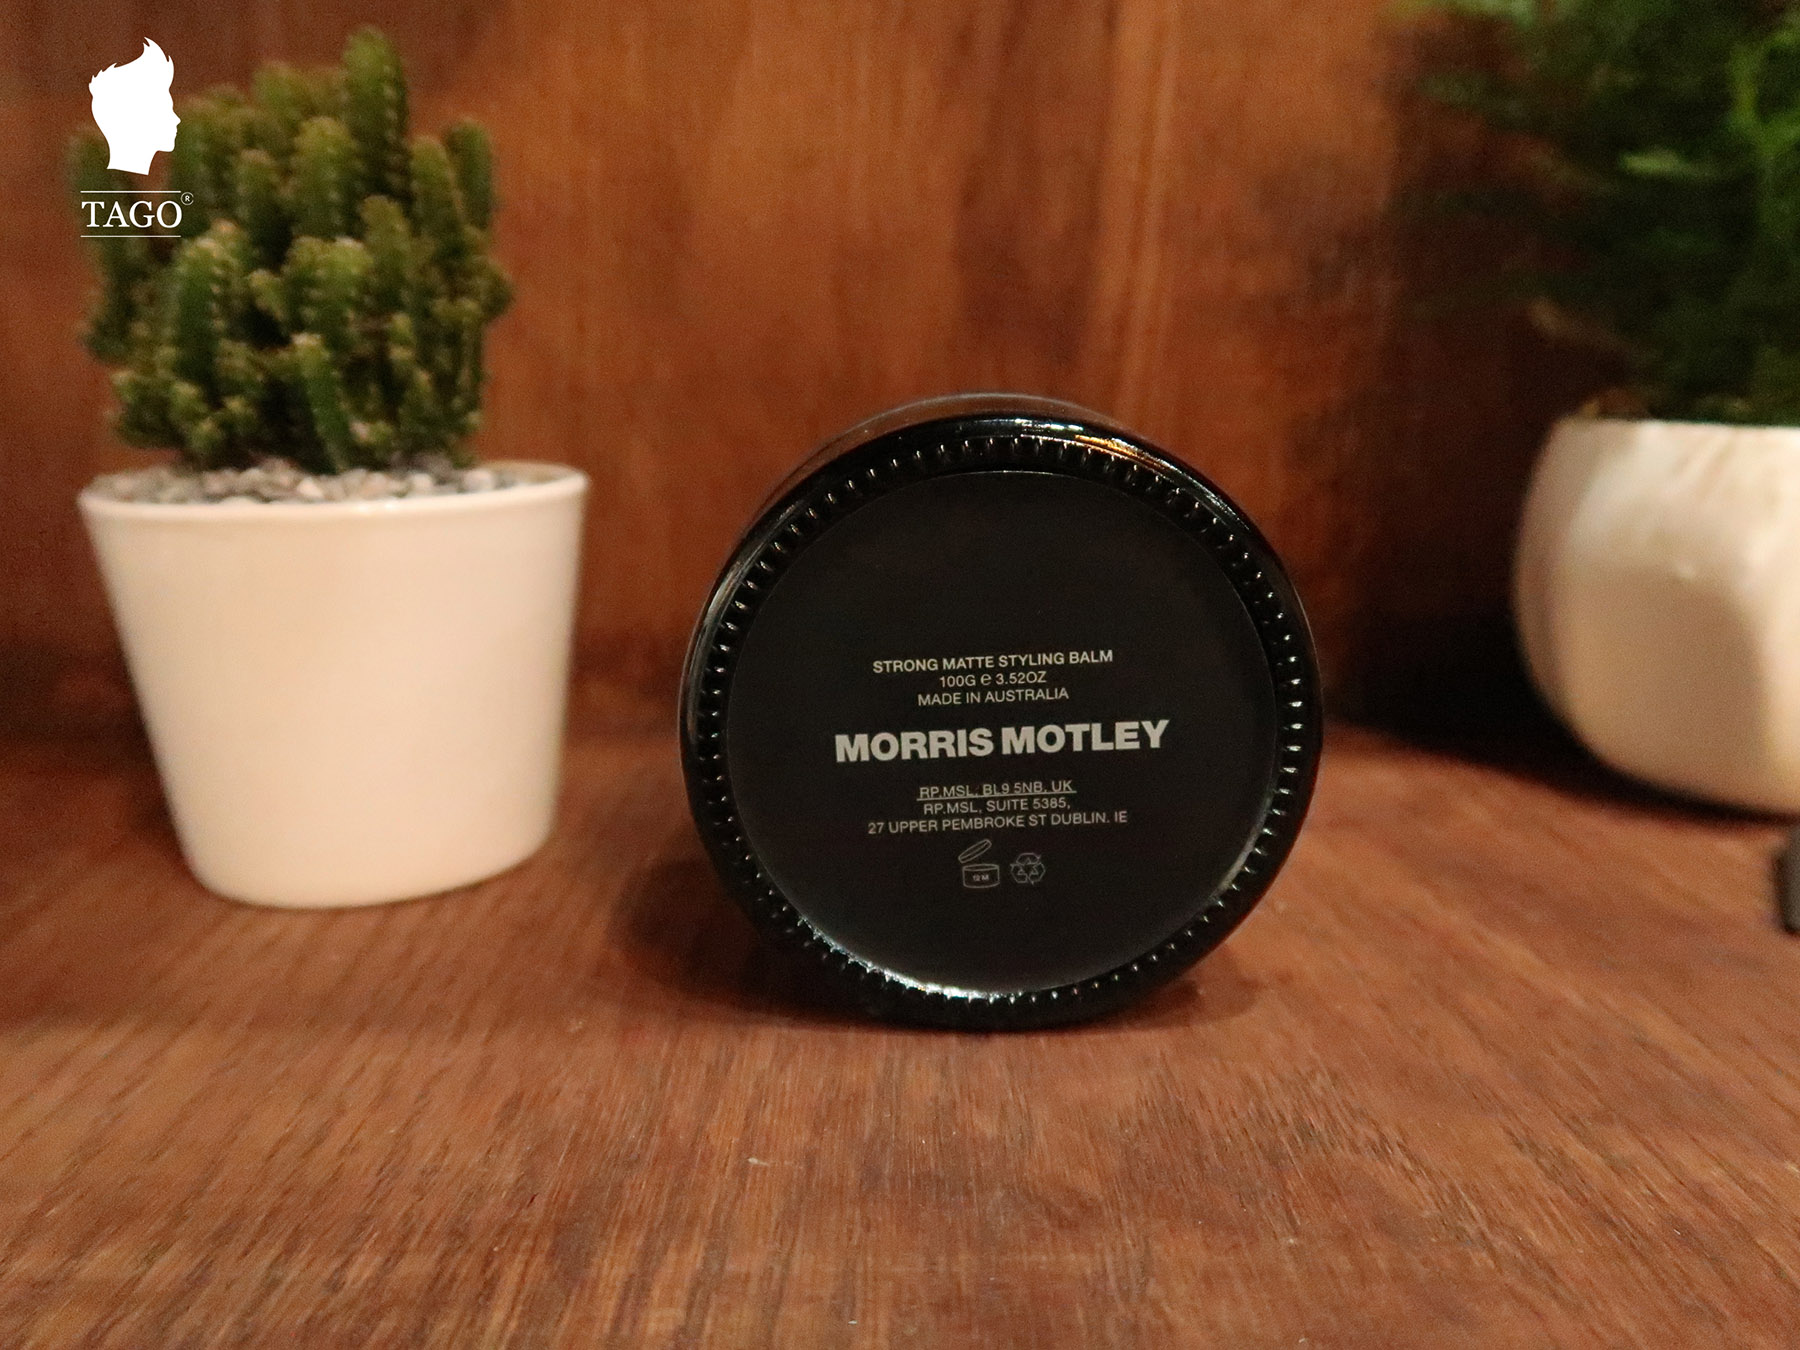 TAGO®
STRONG MATTE STYLING BALM
100G ℮ 3.52OZ
MADE IN AUSTRALIA
MORRIS MOTLEY
RP.MSL, BL9 5NB, UK
RP.MSL, SUITE 5385,
27 UPPER PEMBROKE ST DUBLIN. IE
12 M